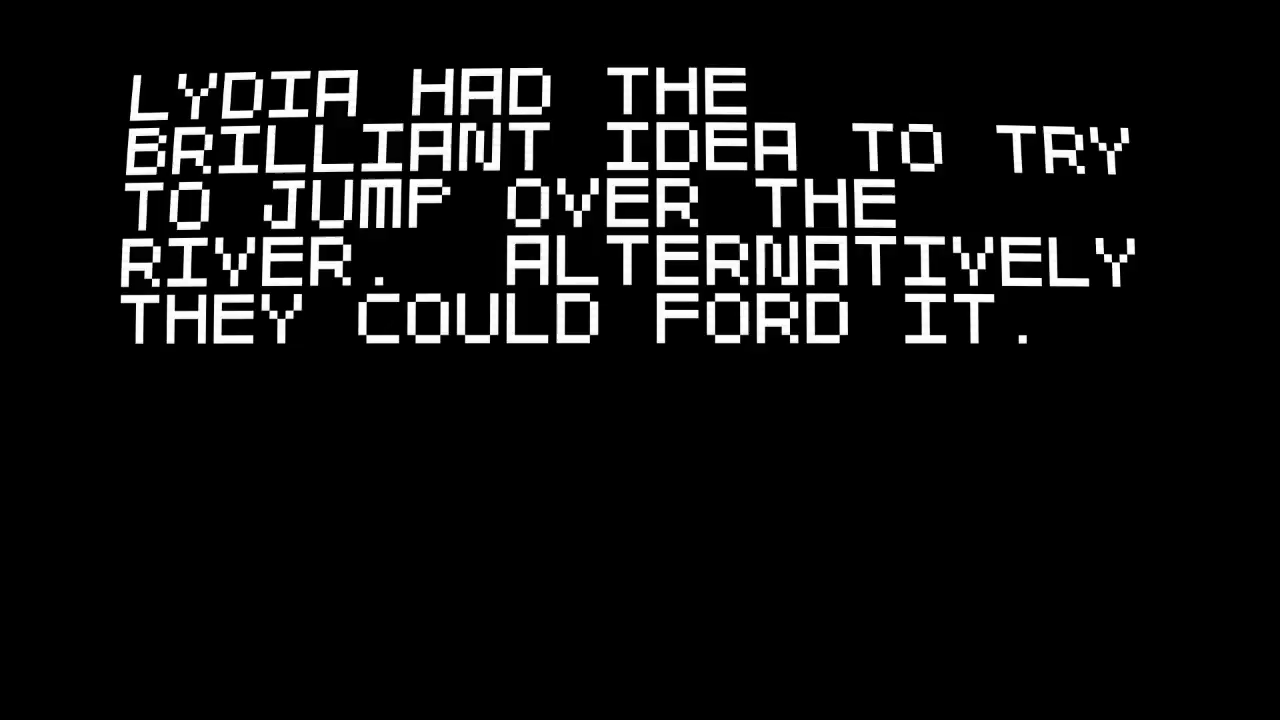 LYDIA HAD THE
BRILLIANT IDEA TO TRY
TO JUMP OVER THE
RIVER.  ALTERNATIVELY
THEY COULD FORD IT.